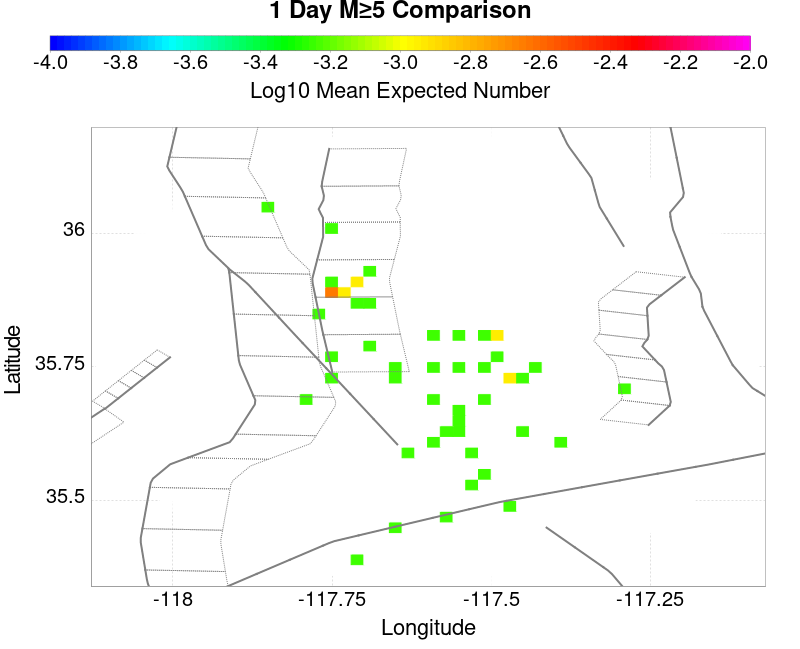 1 Day M≥5 Comparison
-4.0 -3.8 -3.6 -3.4 -3.2 -3.0 -2.8 -2.6 -2.4 -2.2 -2.0
Log10 Mean Expected Number
36
35.75
35.5
Latitude
-118 -117.75 -117.5 -117.25
Longitude